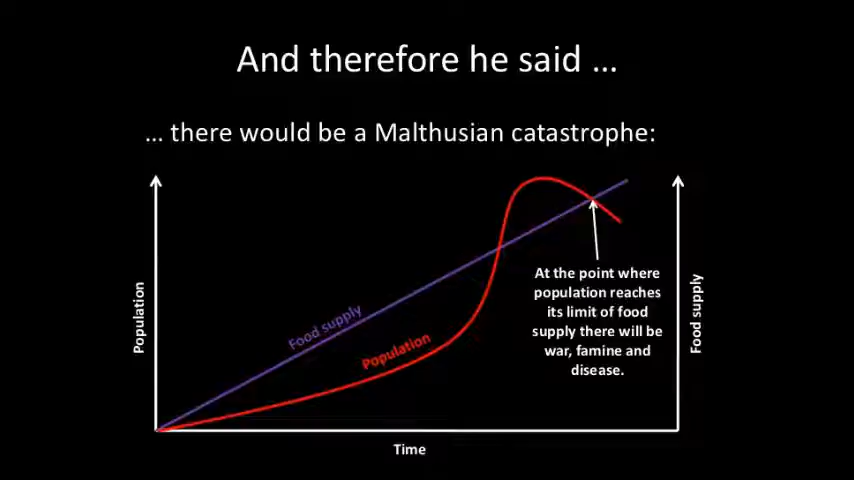 And therefore he said ...
... there would be a Malthusian catastrophe:
Population
Food supply
Population
At the point where
population reaches
its limit of food
supply there will be
war, famine and
disease.
Food supply
Time